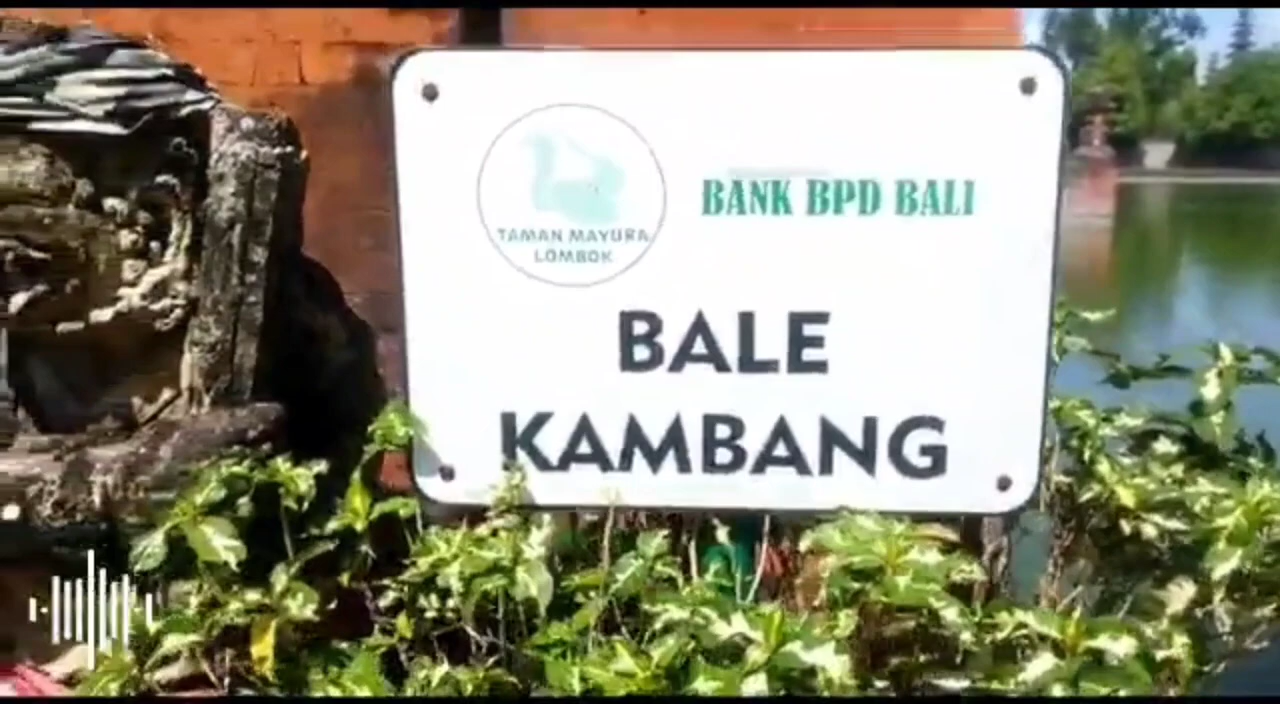 TAMAN MAYURA
LOMBOK
BANK BPD BALI
BALE
KAMBANG